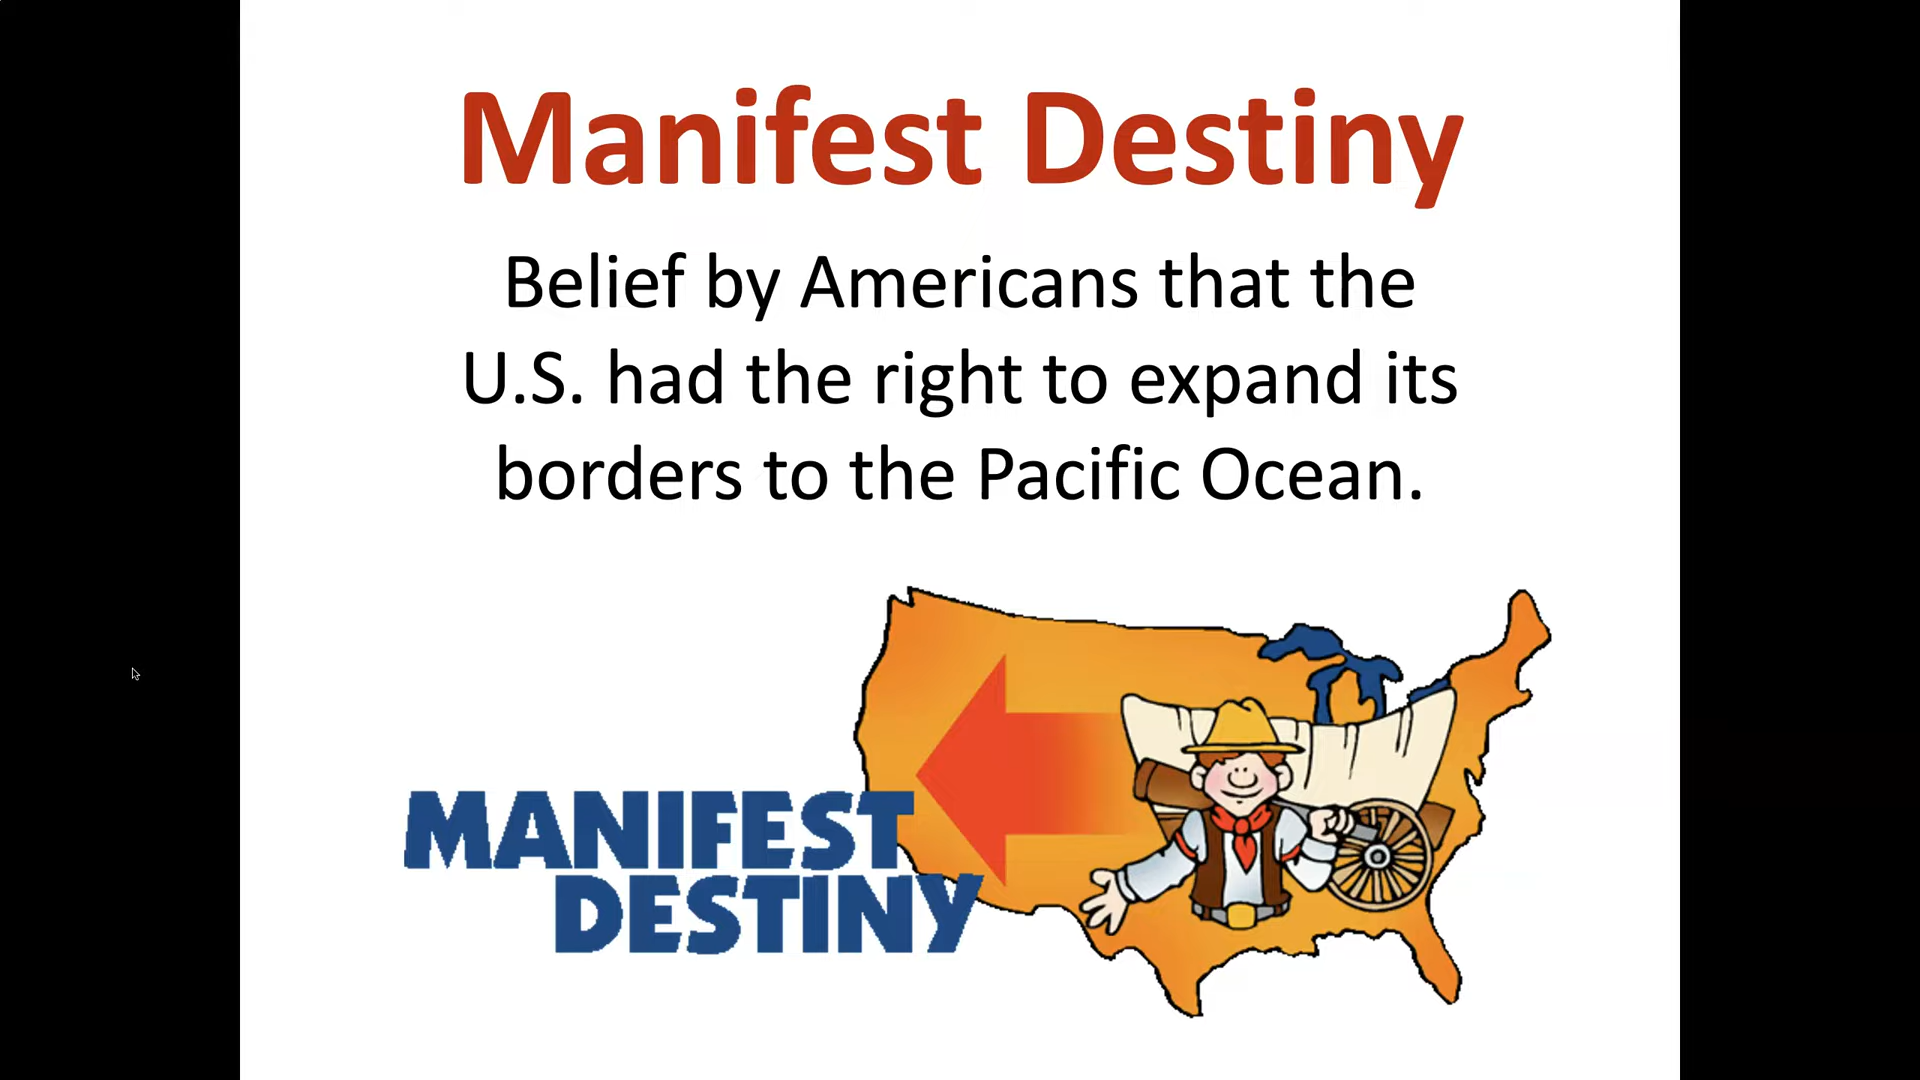 Manifest Destiny
Belief by Americans that the
U.S. had the right to expand its
borders to the Pacific Ocean.
MANIFEST
DESTINY